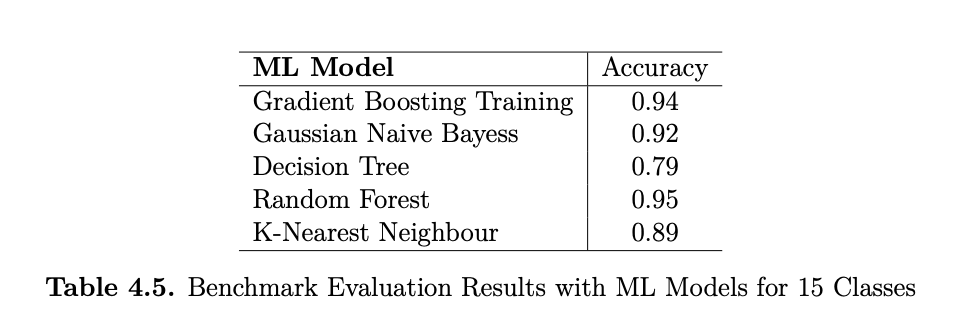 ML Model Accuracy
Gradient Boosting Training 0.94
Gaussian Naive Bayess 0.92
Decision Tree 0.79
Random Forest 0.95
K-Nearest Neighbour 0.89
Table 4.5. Benchmark Evaluation Results with ML Models for 15 Classes